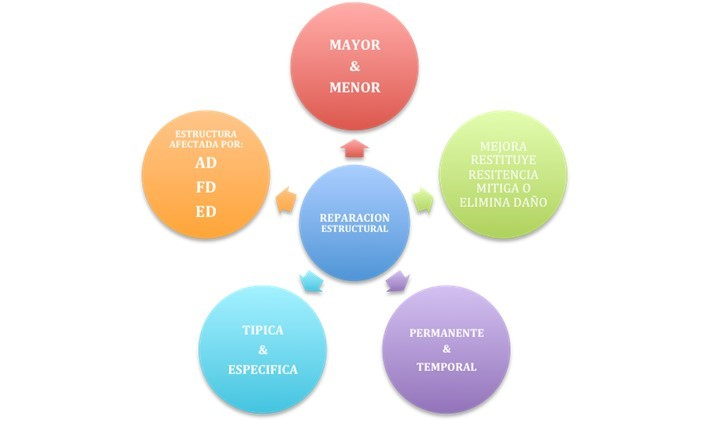 MAYOR
&
MENOR
ESTRUCTURA
AFECTADA POR:
AD
FD
ED
MEJORA
RESTITUYE
RESITENCIA
MITIGA O
ELIMINA DAÑO
REPARACION
ESTRUCTURAL
TIPICA
&
ESPECIFICA
PERMANENTE
&
TEMPORAL